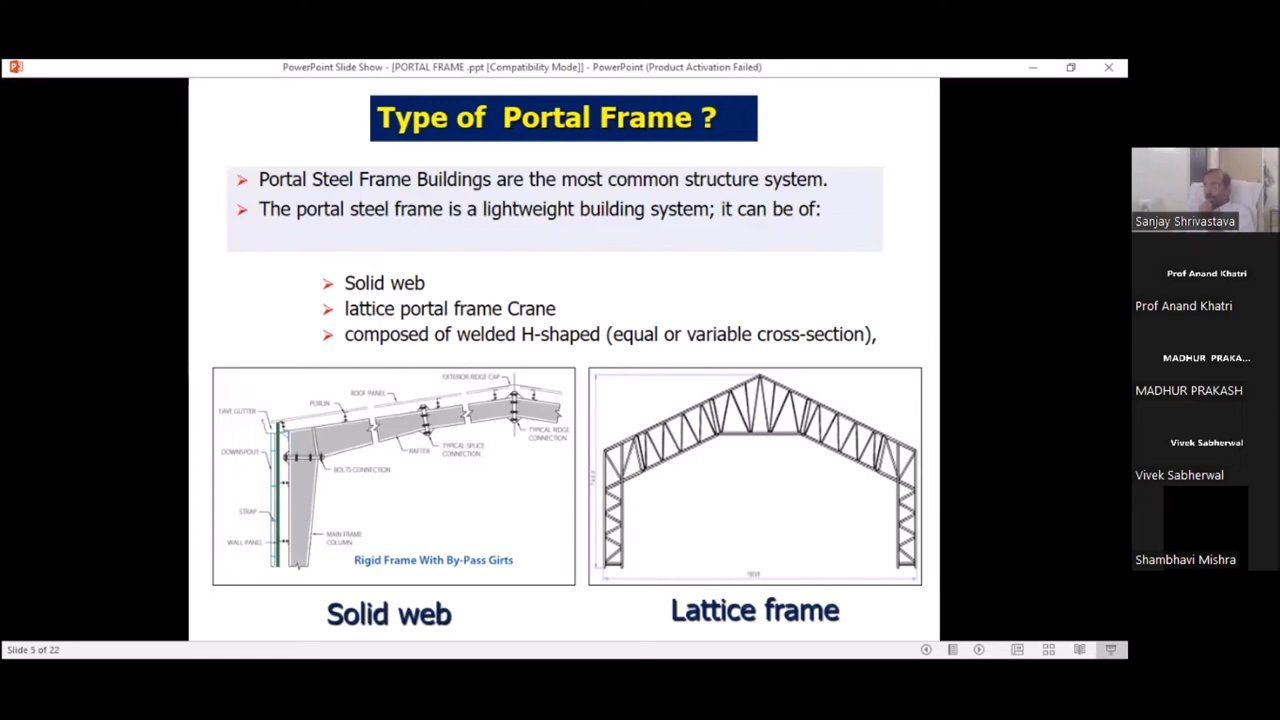 PowerPoint Slide Show - [PORTAL FRAME .ppt [Compatibility Mode]] - PowerPoint (Product Activation Failed)
Type of Portal Frame ?
Portal Steel Frame Buildings are the most common structure system.
The portal steel frame is a lightweight building system; it can be of:
Solid web
lattice portal frame Crane
composed of welded H-shaped (equal or variable cross-section),
EXTERIOR RIDGE CAP
ROOF PANEL
PURLIN
EAVE GUTTER
TYPICAL RIDGE
CONNECTION
DOWNSPOUT
TYPICAL SPLICE
CONNECTION
RAFTER
BOLTS CONNECTION
STRAP
MAIN FRAME
COLUMN
WALL PANEL
Rigid Frame With By-Pass Girts
Solid web
Lattice frame
Slide 5 of 22
Sanjay Shrivastava
Prof Anand Khatri
Prof Anand Khatri
MADHUR PRAKA...
MADHUR PRAKASH
Vivek Sabherwal
Vivek Sabherwal
Shambhavi Mishra